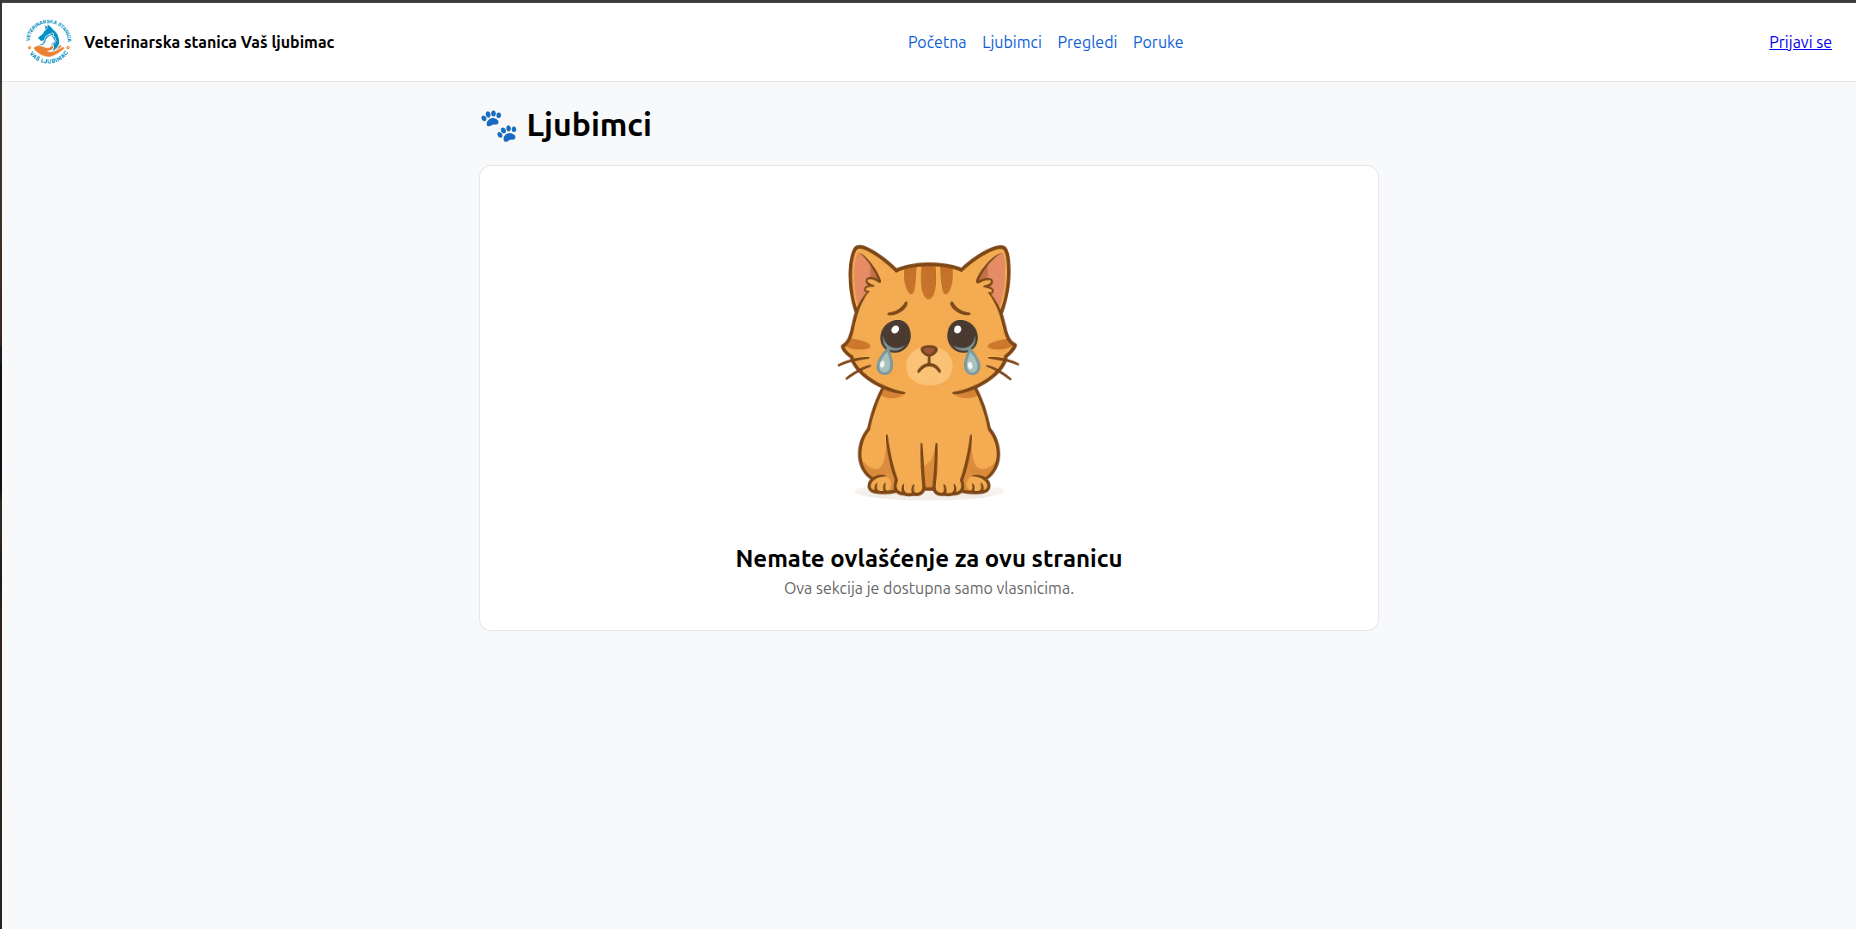 VETERINARSKA STANICA
VAŠ LJUBIMAC
Veterinarska stanica Vaš ljubimac
Početna Ljubimci Pregledi Poruke
Prijavi se
Ljubimci
Nemate ovlašćenje za ovu stranicu
Ova sekcija je dostupna samo vlasnicima.